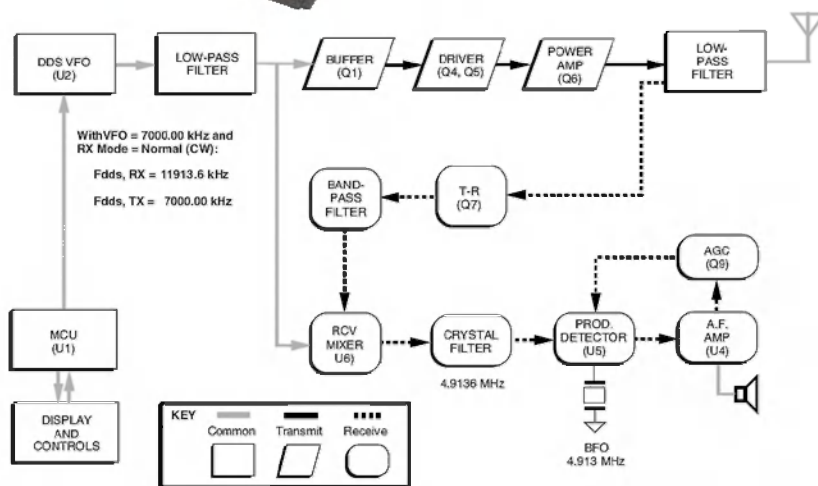 DDS VFO
(U2)
LOW-PASS
FILTER
BUFFER
(Q1)
DRIVER
(Q4, Q5)
POWER
AMP
(Q6)
LOW-
PASS
FILTER
WithVFO = 7000.00 kHz and
RX Mode = Normal (CW):
Fdds, RX = 11913.6 kHz
Fdds, TX = 7000.00 kHz
BAND-
PASS
FILTER
T-R
(Q7)
AGC
(Q9)
MCU
(U1)
RCV
MIXER
U6)
CRYSTAL
FILTER
4.9136 MHz
PROD.
DETECTOR
(U5)
A.F.
AMP
(U4)
BFO
4.913 MHz
DISPLAY
AND
CONTROLS
KEY
Common
Transmit
Receive